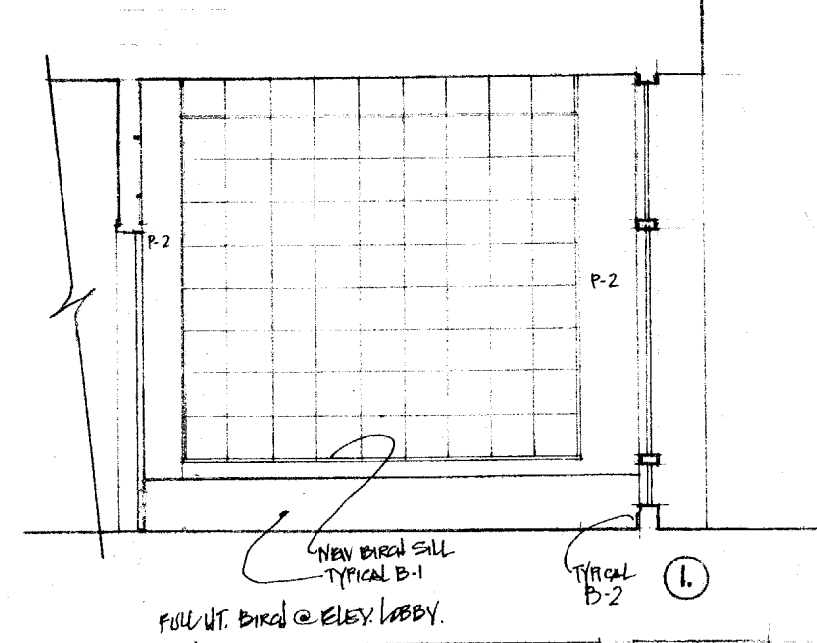 P-2
P-2
NEW BIRCH SILL
TYPICAL B-1
TYPICAL
B-2
1.
FULL HT. BIRCH @ ELEV. LOBBY.